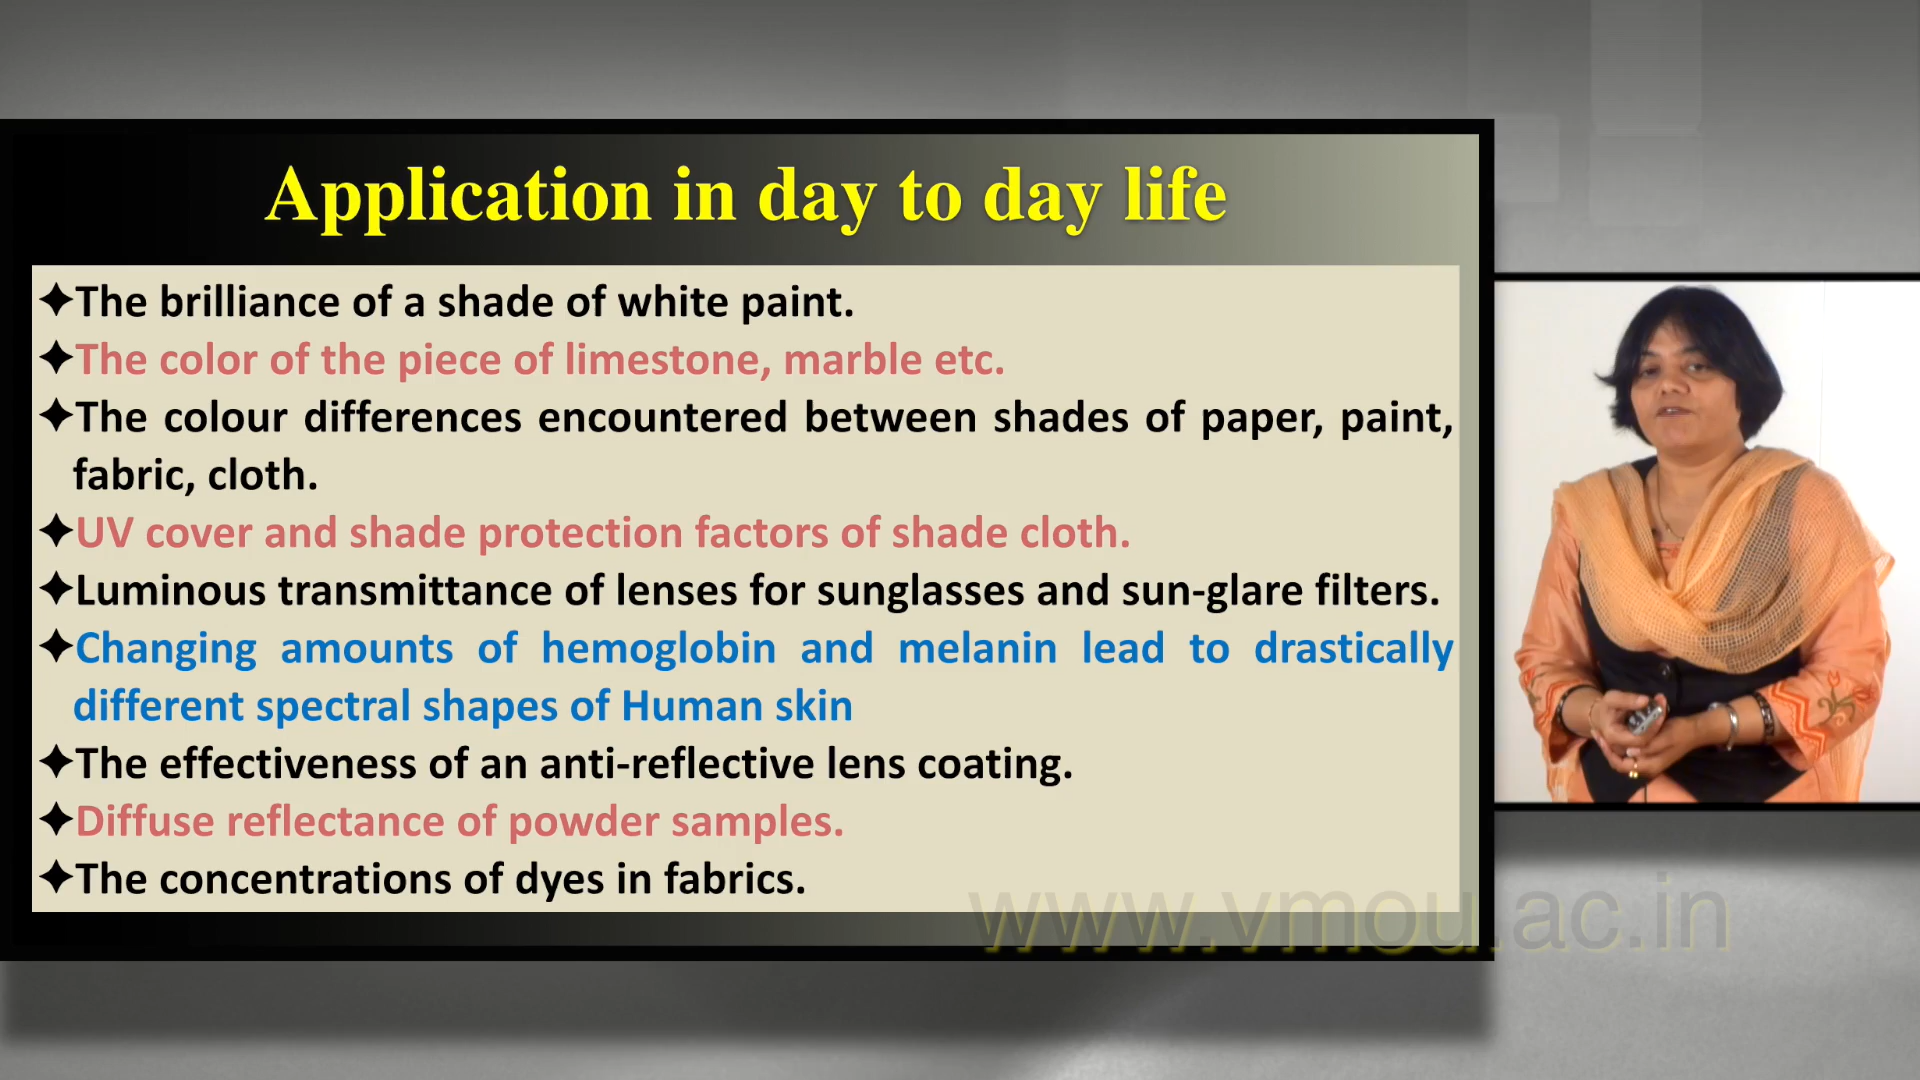 Application in day to day life
✦The brilliance of a shade of white paint.
✦The color of the piece of limestone, marble etc.
✦The colour differences encountered between shades of paper, paint,
fabric, cloth.
✦UV cover and shade protection factors of shade cloth.
✦Luminous transmittance of lenses for sunglasses and sun-glare filters.
✦Changing amounts of hemoglobin and melanin lead to drastically
different spectral shapes of Human skin
✦The effectiveness of an anti-reflective lens coating.
✦Diffuse reflectance of powder samples.
✦The concentrations of dyes in fabrics.
www.vmou.ac.in